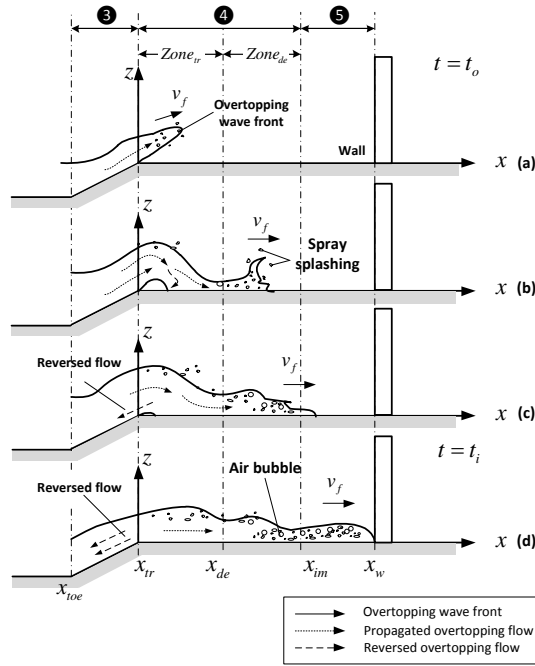 ❸ ❹ ❺
Zone_tr Zone_de
z
v_f
t = t_o
Overtopping
wave front
Wall
x (a)
z
v_f
Spray
splashing
x (b)
z
Reversed flow
v_f
x (c)
z
t = t_i
Air bubble
Reversed flow
v_f
x (d)
x_toe x_tr x_de x_im x_w
Overtopping wave front
Propagated overtopping flow
Reversed overtopping flow